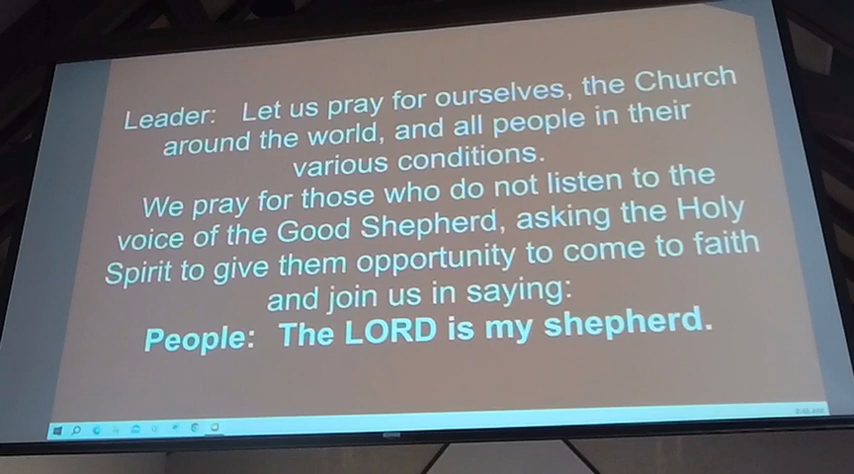 Leader: Let us pray for ourselves, the Church
around the world, and all people in their
various conditions.
We pray for those who do not listen to the
voice of the Good Shepherd, asking the Holy
Spirit to give them opportunity to come to faith
and join us in saying:
People: The LORD is my shepherd.